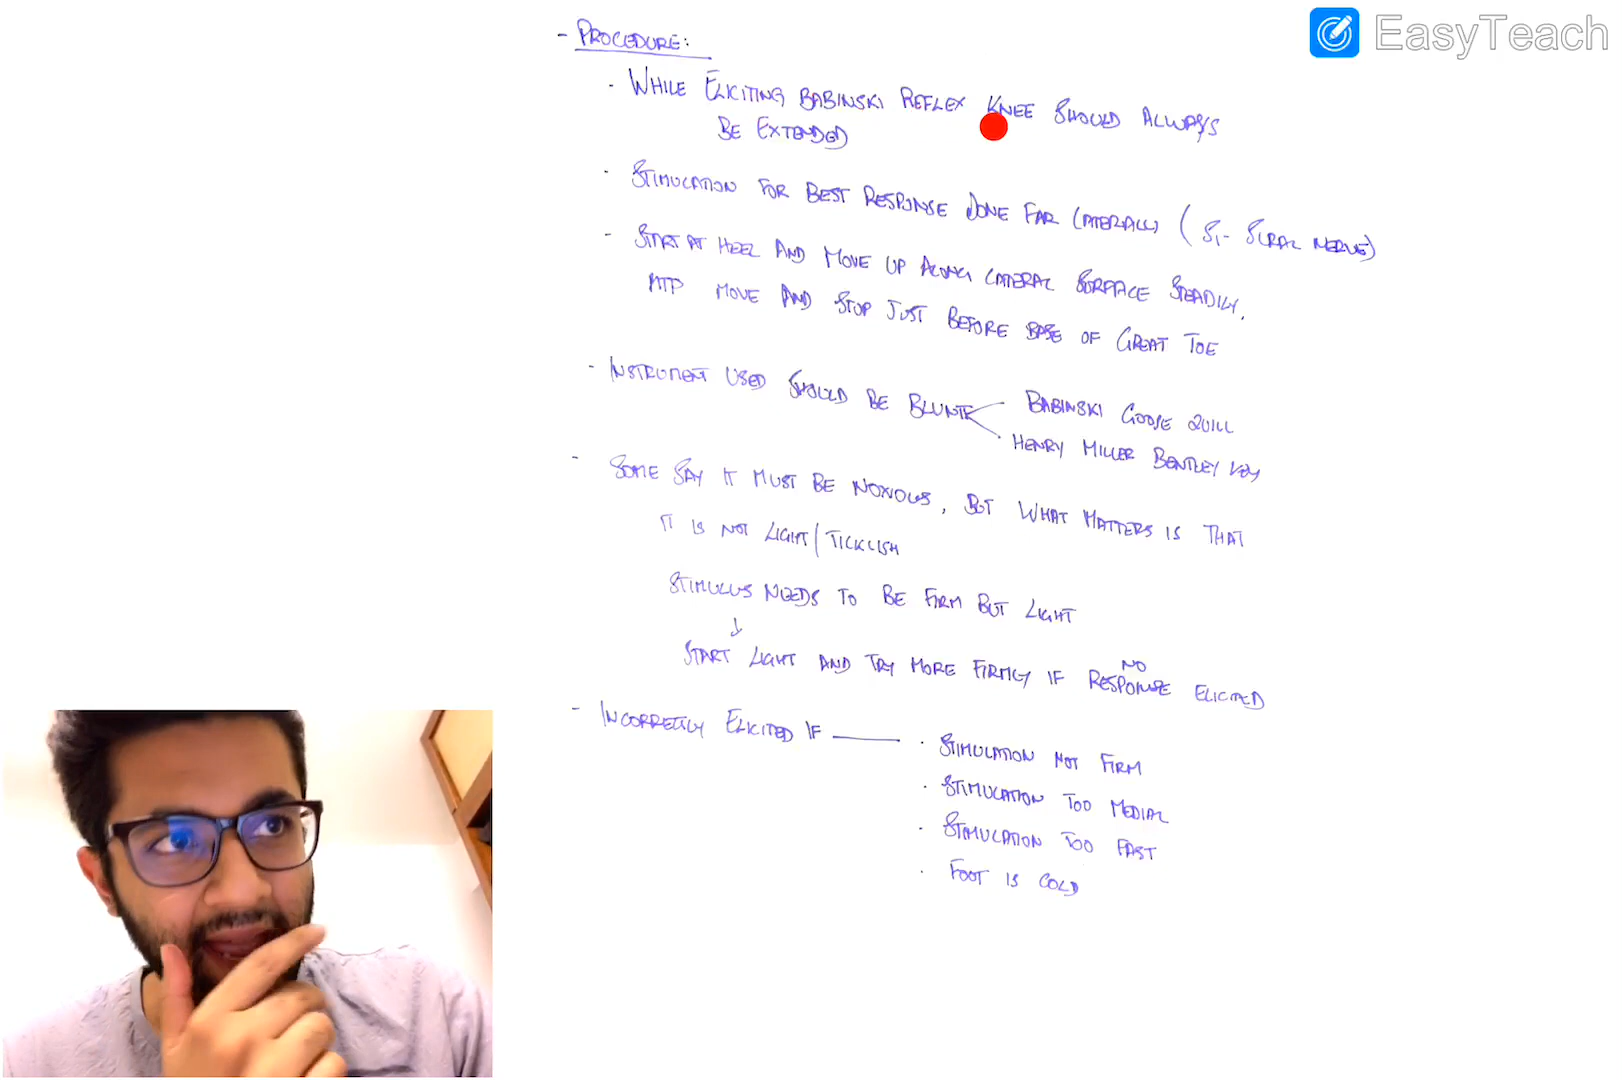 EasyTeach
- PROCEDURE:
· WHILE ELICITING BABINSKI REFLEX KNEE SHOULD ALWAYS
BE EXTENDED
· STIMULATION FOR BEST RESPONSE DONE FAR LATERALLY (S1- SURAL NERVE)
- START AT HEEL AND MOVE UP ALONG LATERAL SURFACE STEADILY.
MTP MOVE AND STOP JUST BEFORE BASE OF GREAT TOE
- INSTRUMENT USED SHOULD BE BLUNT
BABINSKI GOOSE QUILL
HENRY MILLER BENTLEY KEY
- SOME SAY IT MUST BE NOXIOUS, BUT WHAT MATTERS IS THAT
IT IS NOT LIGHT/TICKLISH
STIMULUS NEEDS TO BE FIRM BUT LIGHT
↓
START LIGHT AND TRY MORE FIRMLY IF NO RESPONSE ELICITED
- INCORRECTLY ELICITED IF
· STIMULATION NOT FIRM
· STIMULATION TOO MEDIAL
· STIMULATION TOO FAST
· FOOT IS COLD